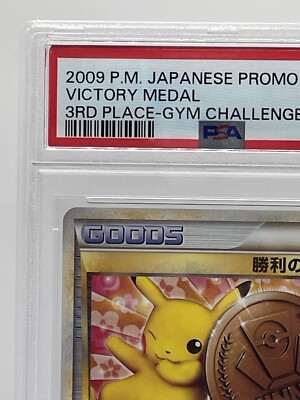 2009 P.M. JAPANESE PROMO
VICTORY MEDAL
3RD PLACE-GYM CHALLENGE
PSA
GOODS
勝利の